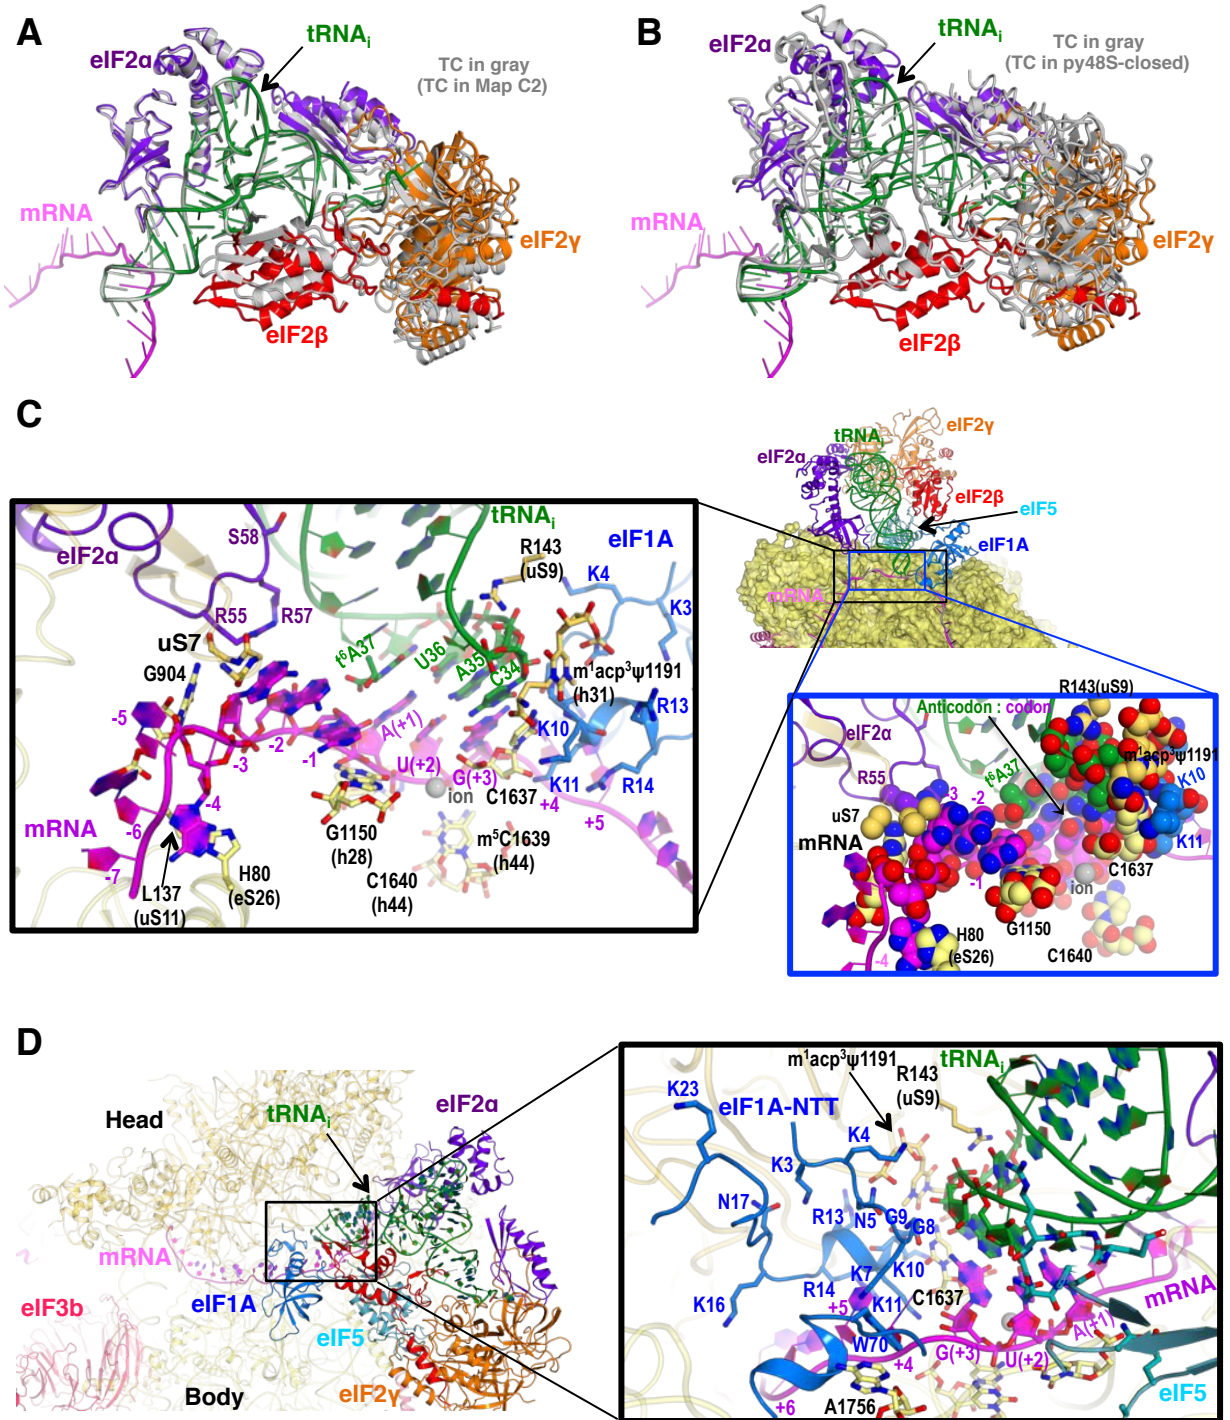 A
eIF2α
tRNAi
TC in gray
(TC in Map C2)
mRNA
eIF2γ
eIF2β
B
eIF2α
tRNAi
TC in gray
(TC in py48S-closed)
mRNA
eIF2γ
eIF2β
C
eIF2γ
tRNAi
eIF2α
eIF2β
eIF5
eIF1A
mRNA
tRNAi
eIF1A
S58
eIF2α
R143
(uS9)
K4
K3
R55
R57
uS7
G904
t⁶A37
U36
A35
C34
m¹acp³ψ1191
(h31)
R13
-5
-3
-2
-1
A(+1)
U(+2)
G(+3)
K10
K11
R14
ion
C1637
+4
+5
-4
mRNA
-6
-7
G1150
(h28)
m⁵C1639
(h44)
C1640
(h44)
H80
(eS26)
L137
(uS11)
R143(uS9)
Anticodon : codon
eIF2α
m¹acp³ψ1191
R55
t⁶A37
K10
-3
-2
uS7
mRNA
K11
C1637
-1
ion
G1150
H80
(eS26)
C1640
-4
D
Head
tRNAi
eIF2α
mRNA
eIF1A
eIF3b
eIF5
eIF2γ
Body
m¹acp³ψ1191
R143
(uS9)
tRNAi
K23
eIF1A-NTT
K4
K3
N17
R13
N5
G9
G8
K7
K10
K16
R14
K11
C1637
+5
W70
mRNA
+4
G(+3)
U(+2)
A(+1)
+6
A1756
eIF5